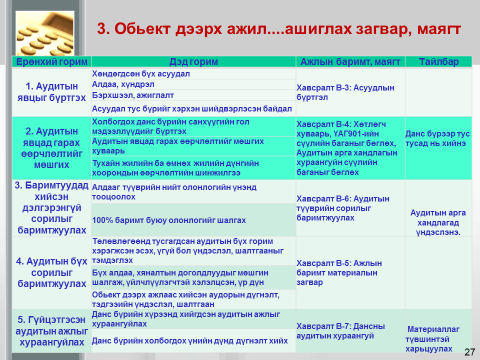 3. Обьект дээрх ажил....ашиглах загвар, маягт
Ерөнхий горим
Дэд горим
Ажлын баримт, маягт
Тайлбар
1. Аудитын
явцыг бүртгэх
Хөндөгдсөн бүх асуудал
Алдаа, хүндрэл
Бэрхшээл, ажиглалт
Асуудал тус бүрийг хэрхэн шийдвэрлэсэн байдал
Хавсралт В-3: Асуудлын
бүртгэл
2. Аудитын
явцад гарах
өөрчлөлтийг
мөшгих
Холбогдох данс бүрийн санхүүгийн гол
мэдээллүүдийг бүртгэх
Аудитын явцад гарах өөрчлөлтийг мөшгих
хуваарь
Тухайн жилийн ба өмнөх жилийн дүнгийн
хоорондын өөрчлөлтийн шинжилгээ
Хавсралт В-4: Хөтлөгч
хуваарь, ҮАГ901-ийн
сүүлийн баганыг бөглөх,
Аудитын арга хандлагын
хураангуйн сүүлийн
баганыг бөглөх
Данс бүрээр тус
тусад нь хийнэ
3. Баримтуудад
хийсэн
дэлгэрэнгүй
сорилыг
баримтжуулах
Алдааг түүврийн нийт олонлогийн үнэнд
тооцоолох
100% баримт буюу олонлогийг шалгах
Хавсралт В-6: Аудитын
түүврийн сорилыг
баримтжуулах
Аудитын арга
хандлагад
үндэслэнэ.
4. Аудитын бүх
сорилыг
баримтжуулах
Төлөвлөгөөнд тусгагдсан аудитын бүх горим
хэрэгжсэн эсэх, үгүй бол үндэслэл, шалтгааныг
тэмдэглэх
Бүх алдаа, хяналтын доголдлуудыг мөшгин
шалгаж, үйлчлүүлэгчтэй хэлэлцсэн, үр дүн
Обьект дээрх ажлаас хийсэн аудорын дүгнэлт,
тэдгээийн үндэслэл, шалтгаан
Хавсралт В-5: Ажлын
баримт материалын
загвар
5. Гүйцэтгэсэн
аудитын ажлыг
хураангуйлах
Данс бүрийн хүрээнд хийгдсэн аудитын ажлыг
хураангуйлах
Данс бүрийн холбогдох үнийн дүнд дүгнэлт хийх
Хавсралт В-7: Дансны
аудитын хураангуй
Материаллаг
түвшинтэй
харьцуулах
27